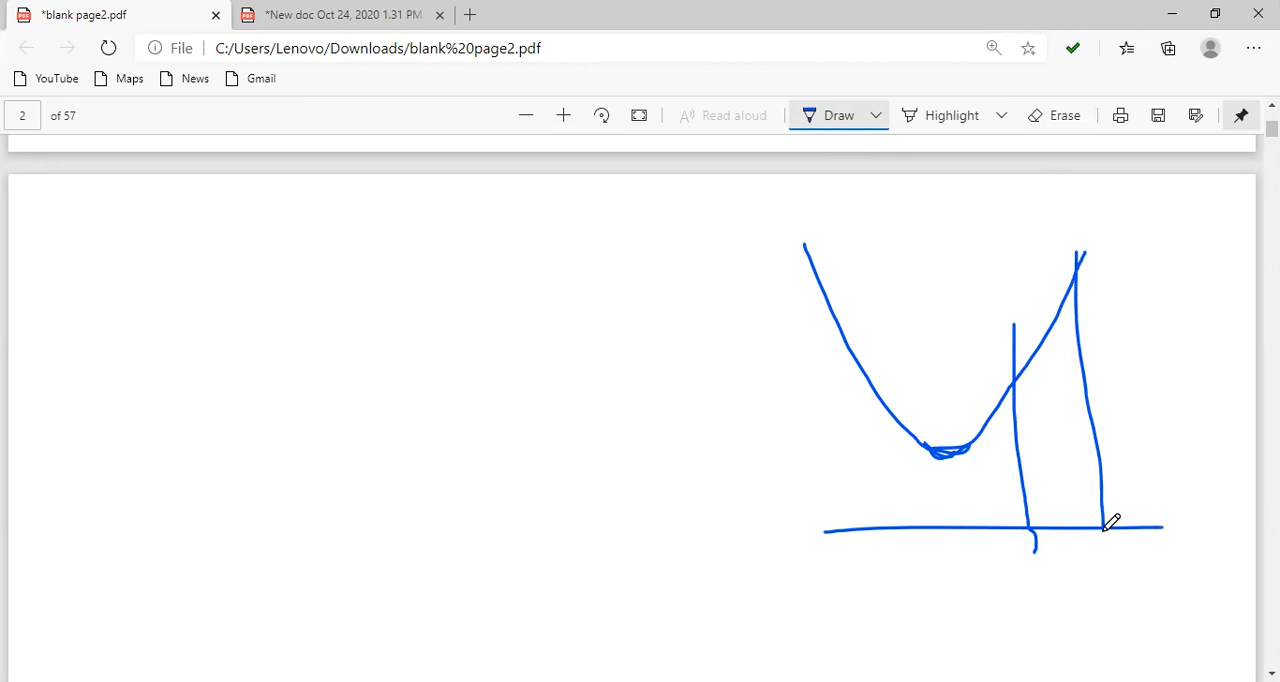 *blank page2.pdf
*New doc Oct 24, 2020 1.31 PM
File C:/Users/Lenovo/Downloads/blank%20page2.pdf
YouTube Maps News Gmail
2 of 57 Read aloud Draw Highlight Erase